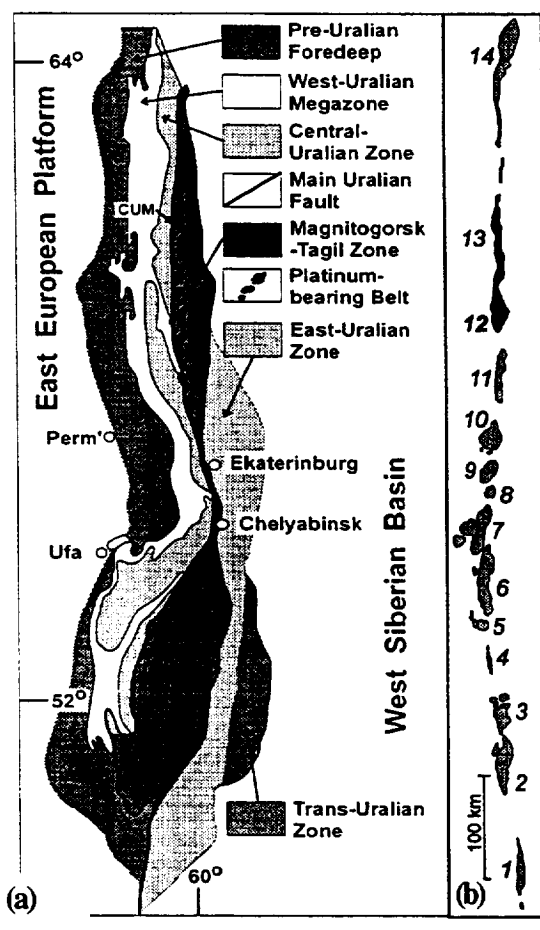 64°
Pre-Uralian
Foredeep
West-Uralian
Megazone
Central-
Uralian Zone
Main Uralian
Fault
Magnitogorsk
-Tagil Zone
Platinum-
bearing Belt
East-Uralian
Zone
CUM
East European Platform
Perm'
Ekaterinburg
Chelyabinsk
Ufa
West Siberian Basin
52°
Trans-Uralian
Zone
60°
(a)
14
13
12
11
10
9
8
7
6
5
4
3
2
100 km
1
(b)